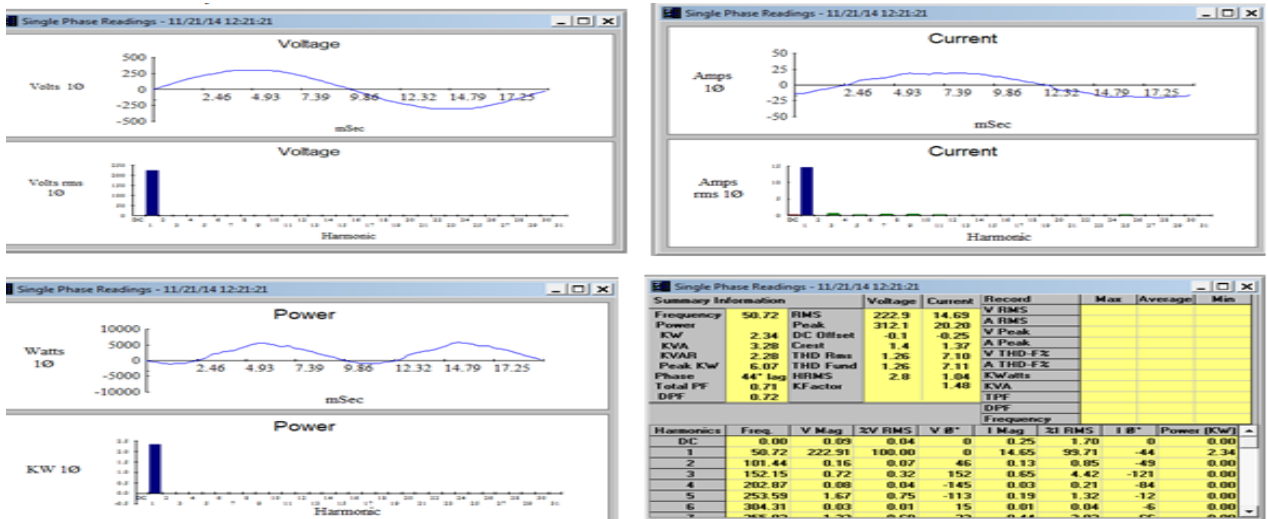 Single Phase Readings - 11/21/14 12:21:21
Voltage
500
250
0
-250
-500
Volts 1Ø
2.46 4.93 7.39 9.86 12.32 14.79 17.25
mSec
Voltage
Volts rms
1Ø
DC 2 4
1 3
Harmonic
Single Phase Readings - 11/21/14 12:21:21
Current
50
25
0
-25
-50
Amps
1Ø
2.46 4.93 7.39 9.86 12.32 14.79 17.25
mSec
Current
Amps
rms 1Ø
Harmonic
Single Phase Readings - 11/21/14 12:21:21
Power
10000
5000
0
-5000
-10000
Watts
1Ø
2.46 4.93 7.39 9.86 12.32 14.79 17.25
mSec
Power
KW 1Ø
Harmonic
Single Phase Readings - 11/21/14 12:21:21
Summary Information Voltage Current Record Max Average Min
Frequency 50.72 RMS 222.9 14.69 V RMS
Power Peak 312.1 20.20 A RMS
KW 2.34 DC Offset -0.1 -0.25 V Peak
KVA 3.28 Crest 1.4 1.37 A Peak
KVAR 2.28 THD Rms 1.26 7.10 V THD-F%
Peak KW 6.07 THD Fund 1.26 7.11 A THD-F%
Phase 44° lag HRMS 2.8 1.04 KWatts
Total PF 0.71 KFactor 1.48 KVA
DPF 0.72 TPF
DPF
Frequency
Harmonics Freq. V Mag %V RMS V Ø° I Mag %I RMS I Ø° Power (KW)
DC 0.00 0.09 0.04 0 0.25 1.70 0 0.00
1 50.72 222.91 100.00 0 14.65 99.71 -44 2.34
2 101.44 0.16 0.07 46 0.13 0.85 -49 0.00
3 152.15 0.72 0.32 152 0.65 4.42 -121 0.00
4 202.87 0.08 0.04 -145 0.03 0.21 -84 0.00
5 253.59 1.67 0.75 -113 0.19 1.32 -12 0.00
6 304.31 0.03 0.01 15 0.01 0.04 -6 0.00